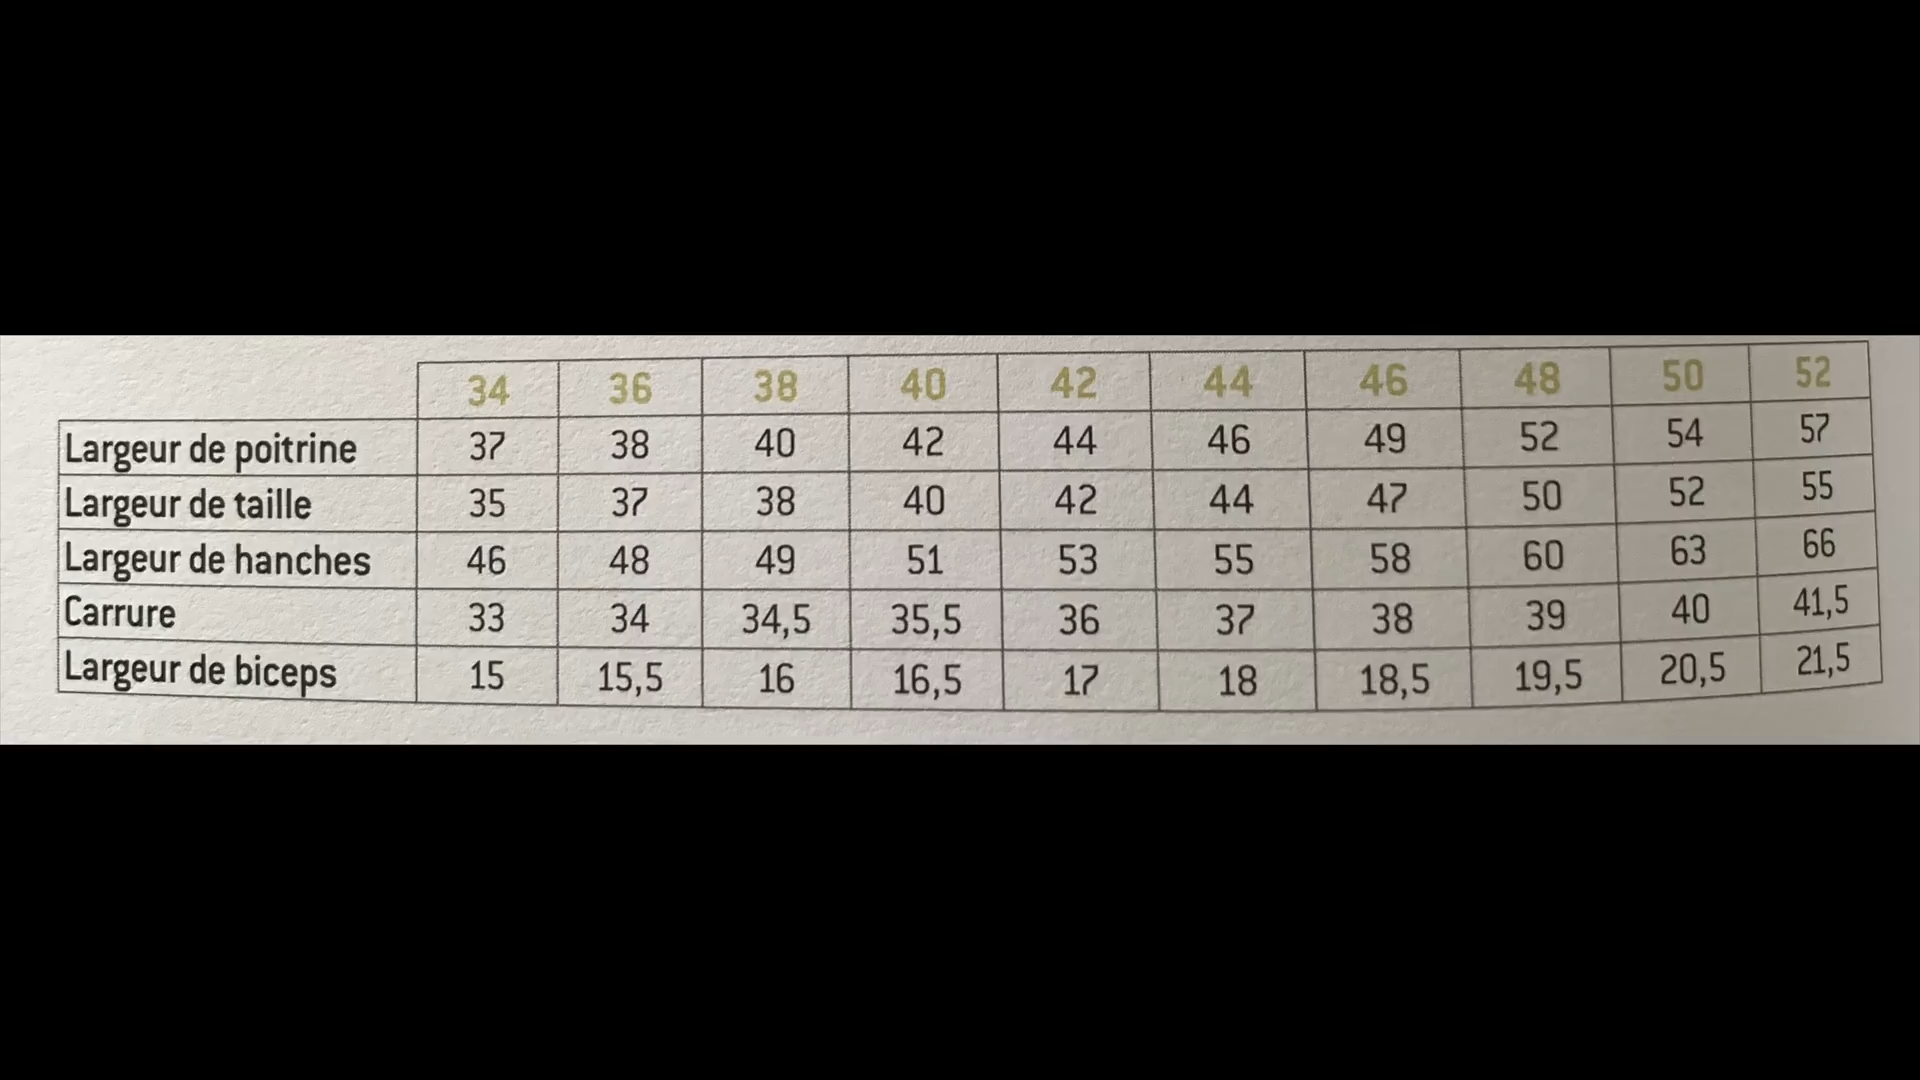 34 36 38 40 42 44 46 48 50 52
Largeur de poitrine 37 38 40 42 44 46 49 52 54 57
Largeur de taille 35 37 38 40 42 44 47 50 52 55
Largeur de hanches 46 48 49 51 53 55 58 60 63 66
Carrure 33 34 34,5 35,5 36 37 38 39 40 41,5
Largeur de biceps 15 15,5 16 16,5 17 18 18,5 19,5 20,5 21,5